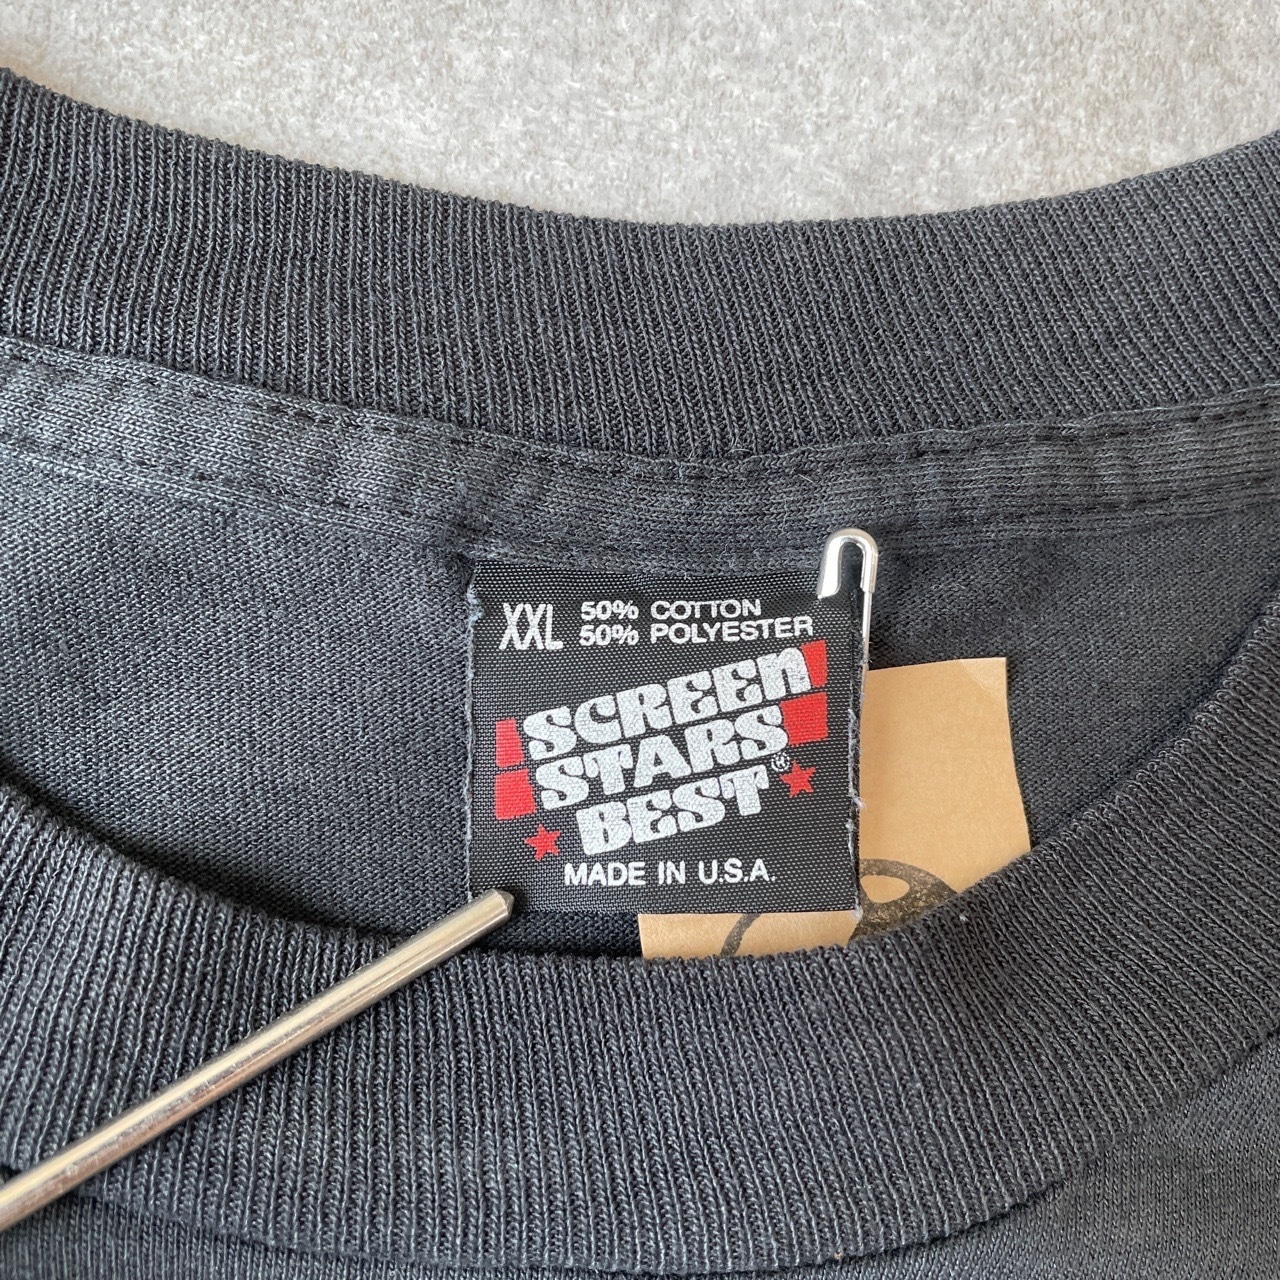 XXL 50% COTTON
50% POLYESTER
SCREEN
STARS
BEST®
MADE IN U.S.A.